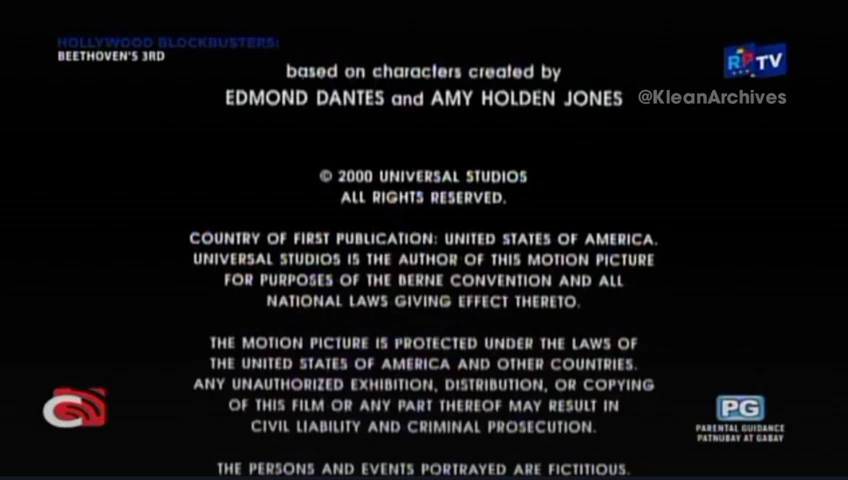 HOLLYWOOD BLOCKBUSTERS:
BEETHOVEN'S 3RD
RPTV
based on characters created by
EDMOND DANTES and AMY HOLDEN JONES
@KleanArchives
© 2000 UNIVERSAL STUDIOS
ALL RIGHTS RESERVED.
COUNTRY OF FIRST PUBLICATION: UNITED STATES OF AMERICA.
UNIVERSAL STUDIOS IS THE AUTHOR OF THIS MOTION PICTURE
FOR PURPOSES OF THE BERNE CONVENTION AND ALL
NATIONAL LAWS GIVING EFFECT THERETO.
THE MOTION PICTURE IS PROTECTED UNDER THE LAWS OF
THE UNITED STATES OF AMERICA AND OTHER COUNTRIES.
ANY UNAUTHORIZED EXHIBITION, DISTRIBUTION, OR COPYING
OF THIS FILM OR ANY PART THEREOF MAY RESULT IN
CIVIL LIABILITY AND CRIMINAL PROSECUTION.
PG
PARENTAL GUIDANCE
PATNUBAY AT GABAY
THE PERSONS AND EVENTS PORTRAYED ARE FICTITIOUS.